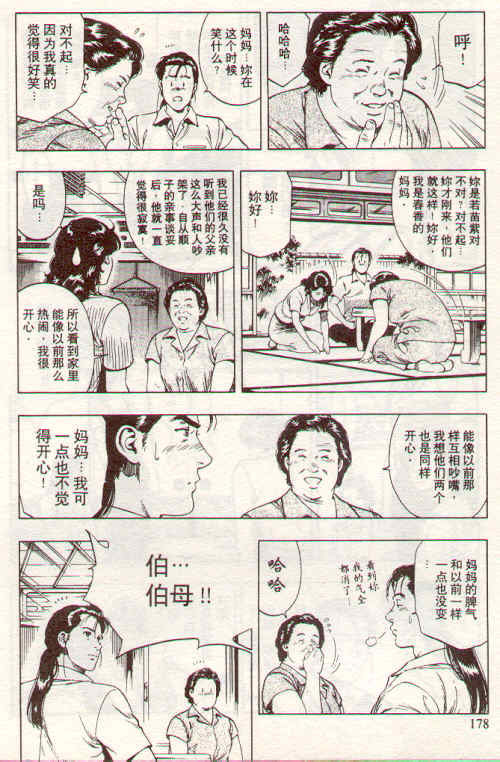 呼！
哈哈哈…
妈妈…妳在
这个时候
笑什么？
对不起…
因为我真的
觉得很好笑…
妳是若苗紫对
不对？对不起…
妳才刚来，他们
就这样！妳好，
我是春香的
妈妈。
妳…
妳好！
我已经很久没有
听到他们的父亲
这么大声和人吵
架了…自从顺
子的亲事谈妥
后，他就一直
觉得很寂寞！
是吗…
所以看到家里
能像以前那么
热闹，我很
开心。
能像以前那
样互相吵嘴，
我想他们两个
也是同样
开心。
妈妈…我可
一点也不觉
得开心！
妈妈的脾气
和以前一样
一点也没变
…
看到妳
我的气全
都消了！
哈
哈
伯…
伯母!!
178